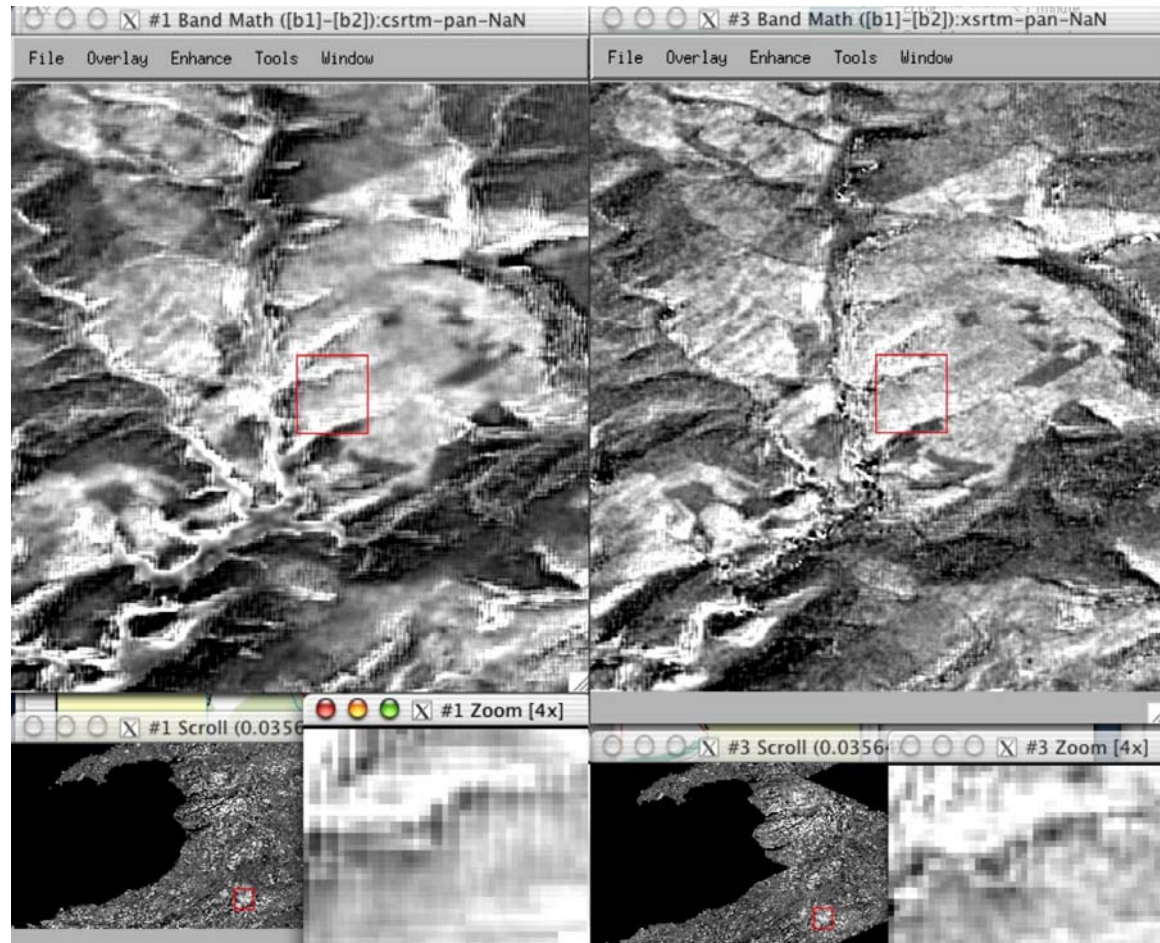 #1 Band Math ([b1]-[b2]):csrtm-pan-NaN
File Overlay Enhance Tools Window
#3 Band Math ([b1]-[b2]):xsrtm-pan-NaN
File Overlay Enhance Tools Window
#1 Scroll (0.0356
#1 Zoom [4x]
#3 Scroll (0.0356
#3 Zoom [4x]